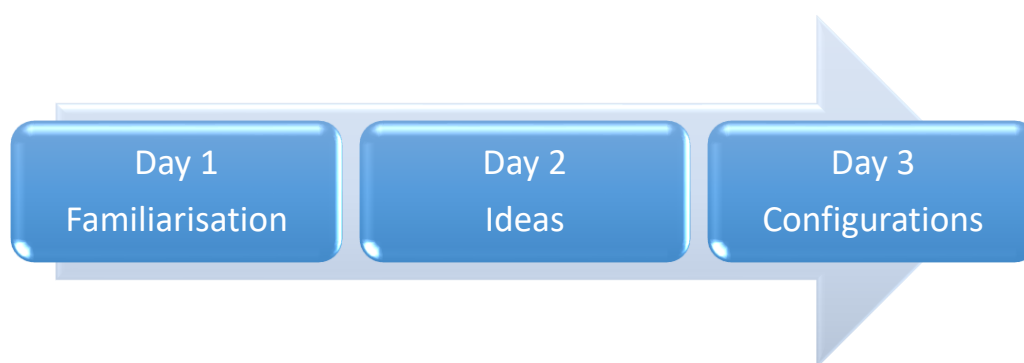 Day 1
Familiarisation
Day 2
Ideas
Day 3
Configurations